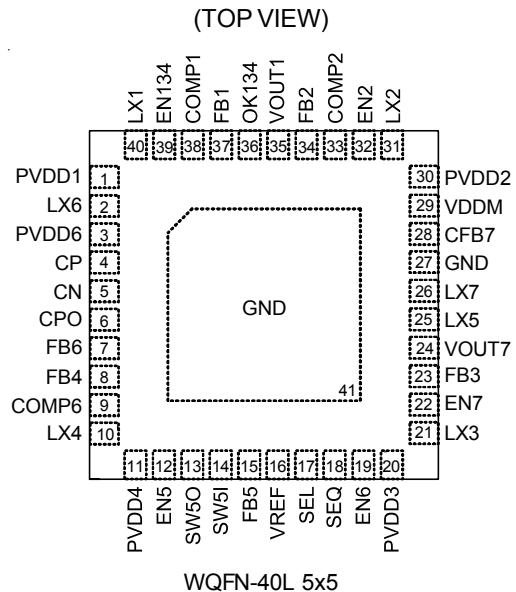 (TOP VIEW)
LX1
EN134
COMP1
FB1
OK134
VOUT1
FB2
COMP2
EN2
LX2
40 39 38 37 36 35 34 33 32 31
PVDD1 1
LX6 2
PVDD6 3
CP 4
CN 5
CPO 6
FB6 7
FB4 8
COMP6 9
LX4 10
30 PVDD2
29 VDDM
28 CFB7
27 GND
26 LX7
25 LX5
24 VOUT7
23 FB3
22 EN7
21 LX3
GND
41
11 12 13 14 15 16 17 18 19 20
PVDD4
EN5
SW5O
SW5I
FB5
VREF
SEL
SEQ
EN6
PVDD3
WQFN-40L 5x5